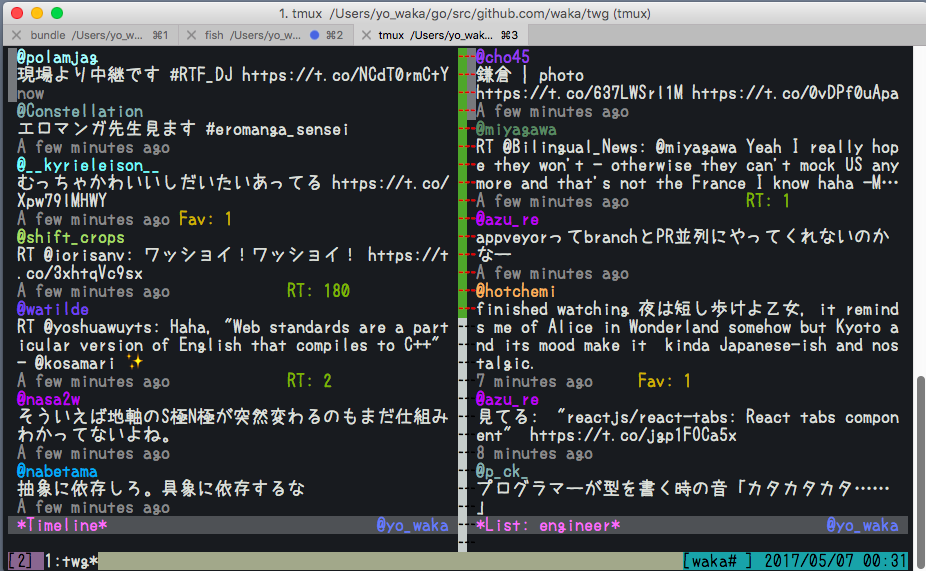 1. tmux /Users/yo_waka/go/src/github.com/waka/twg (tmux)
bundle /Users/yo_w... ⌘1
fish /Users/yo_w... ⌘2
tmux /Users/yo_wak... ⌘3
@polamjag
現場より中継です #RTF_DJ https://t.co/NCdT0rmCtY
now
@Constellation
エロマンガ先生見ます #eromanga_sensei
A few minutes ago
@__kyrieleison__
むっちゃかわいいしだいたいあってる https://t.co/
Xpw79lMHWY
A few minutes ago Fav: 1
@shift_crops
RT @iorisanv: ワッショイ！ワッショイ！ https://t
.co/3xhtqVc9sx
A few minutes ago RT: 180
@watilde
RT @yoshuawuyts: Haha, "Web standards are a part
icular version of English that compiles to C++"
- @kosamari ✨
A few minutes ago RT: 2
@nasa2w
そういえば地軸のS極N極が突然変わるのもまだ仕組み
わかってないよね。
A few minutes ago
@nabetama
抽象に依存しろ。具象に依存するな
A few minutes ago
*Timeline* @yo_waka
@cho45
鎌倉 | photo
https://t.co/637LWSrl1M https://t.co/0vDPf0uApa
A few minutes ago
@miyagawa
RT @Bilingual_News: @miyagawa Yeah I really hop
e they won't - otherwise they can't mock US any
more and that's not the France I know haha -M…
A few minutes ago RT: 1
@azu_re
appveyorってbranchとPR並列にやってくれないのか
なー
A few minutes ago
@hotchemi
finished watching 夜は短し歩けよ乙女, it remind
s me of Alice in Wonderland somehow but Kyoto a
nd its mood make it kinda Japanese-ish and nos
talgic.
7 minutes ago Fav: 1
@azu_re
見てる: "reactjs/react-tabs: React tabs compon
ent" https://t.co/jgp1FOCa5x
8 minutes ago
@p_ck_
プログラマーが型を書く時の音「カタカタカタ……
」
*List: engineer* @yo_waka
[2] 1:twg* [waka# ] 2017/05/07 00:31